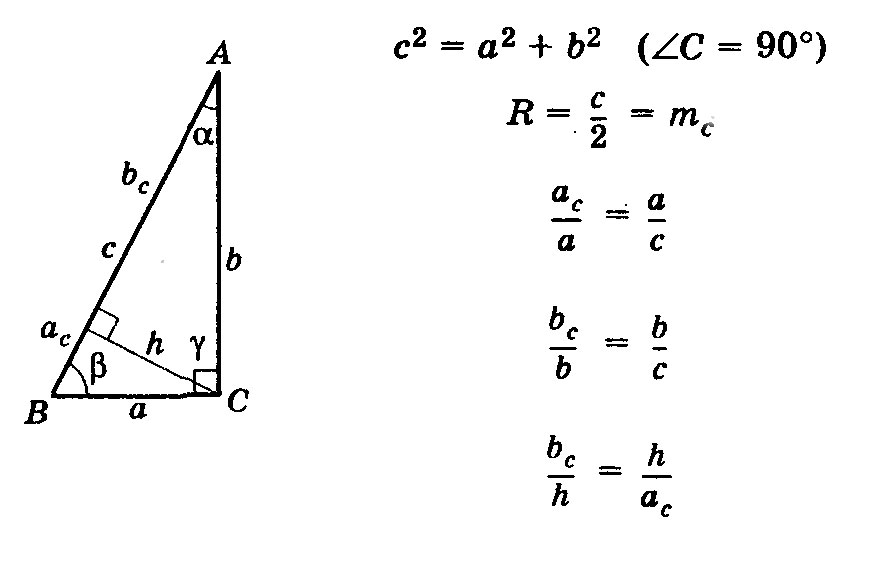 c² = a² + b² (∠C = 90°)
R = c/2 = m_c
a_c/a = a/c
b_c/b = b/c
b_c/h = h/a_c
A
α
b_c
c
b
a_c
h
γ
β
B
a
C